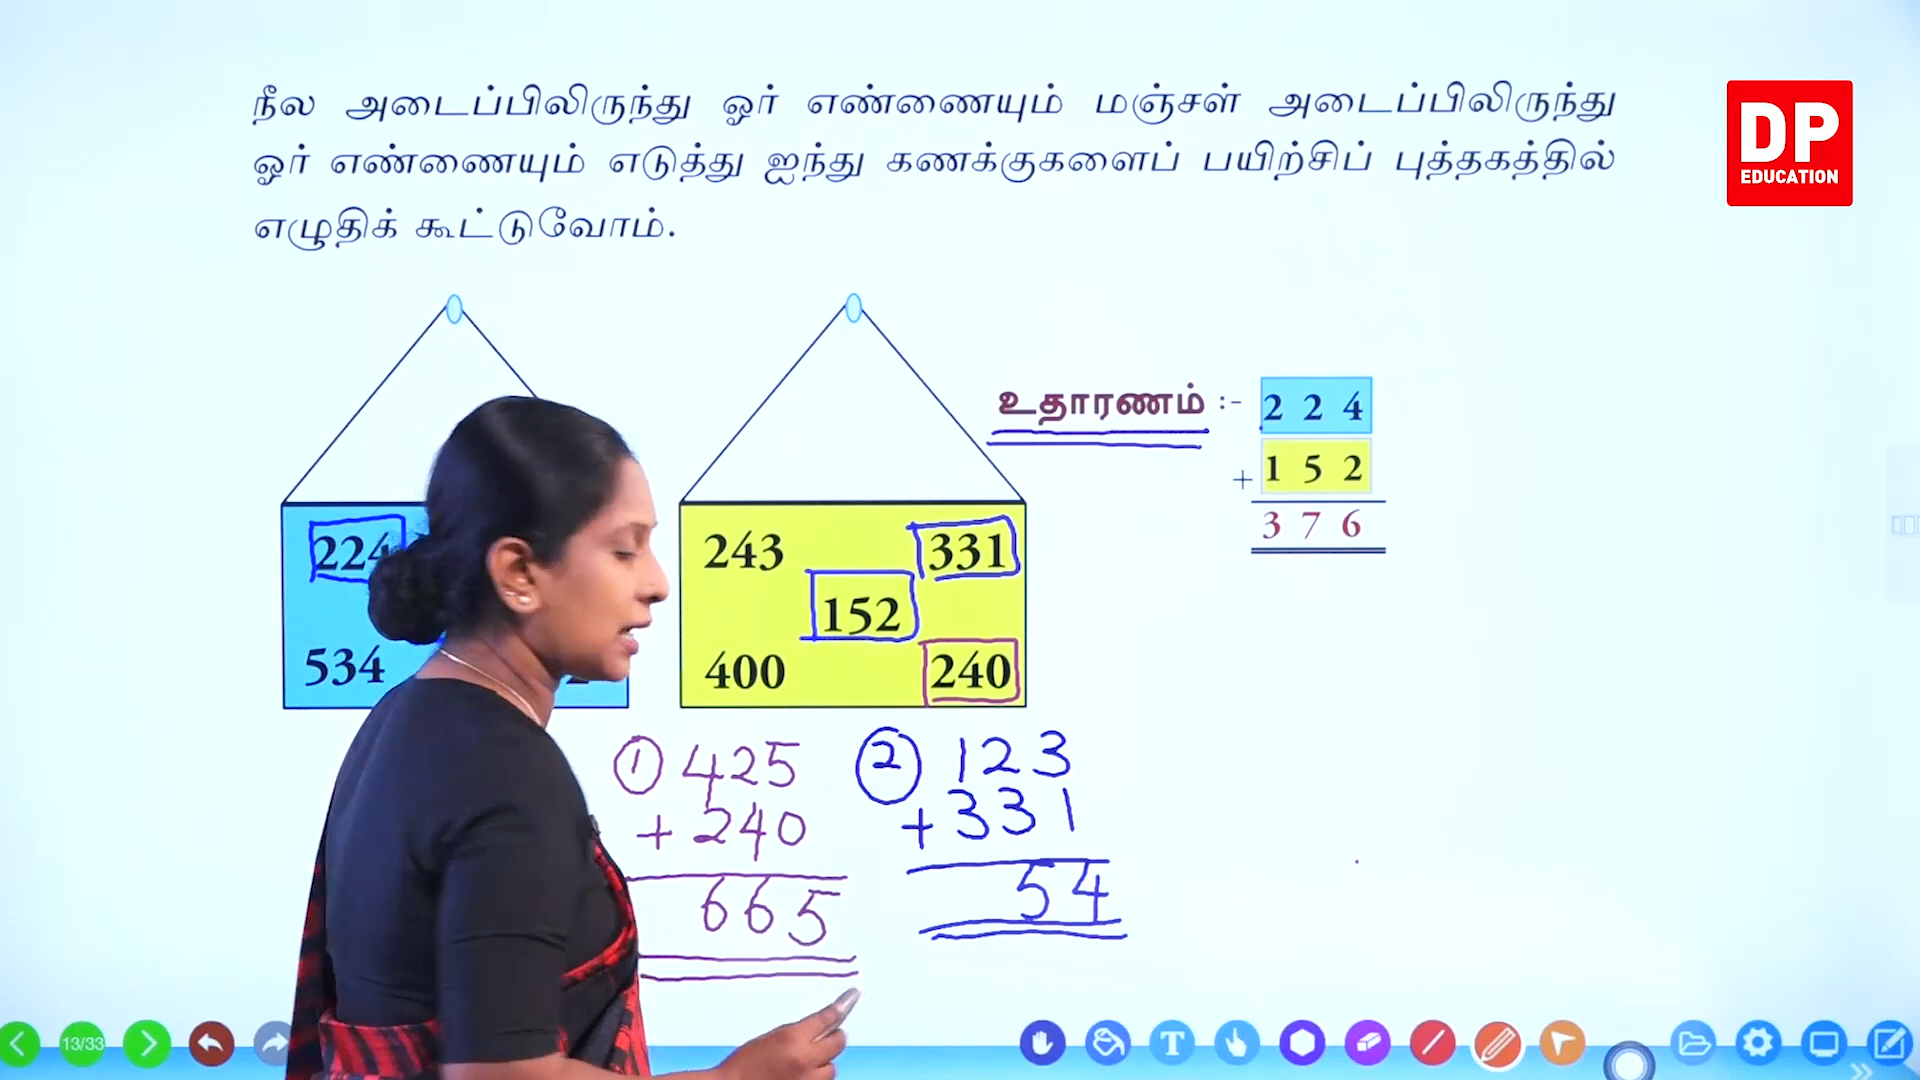 நீல அடைப்பிலிருந்து ஓர் எண்ணையும் மஞ்சள் அடைப்பிலிருந்து
ஓர் எண்ணையும் எடுத்து ஐந்து கணக்குகளைப் பயிற்சிப் புத்தகத்தில்
எழுதிக் கூட்டுவோம்.
DP
EDUCATION
உதாரணம் :- 2 2 4
+ 1 5 2
3 7 6
224
534
243 331
152
400 240
1 425
+ 240
665
2 123
+ 331
54
13/33
T